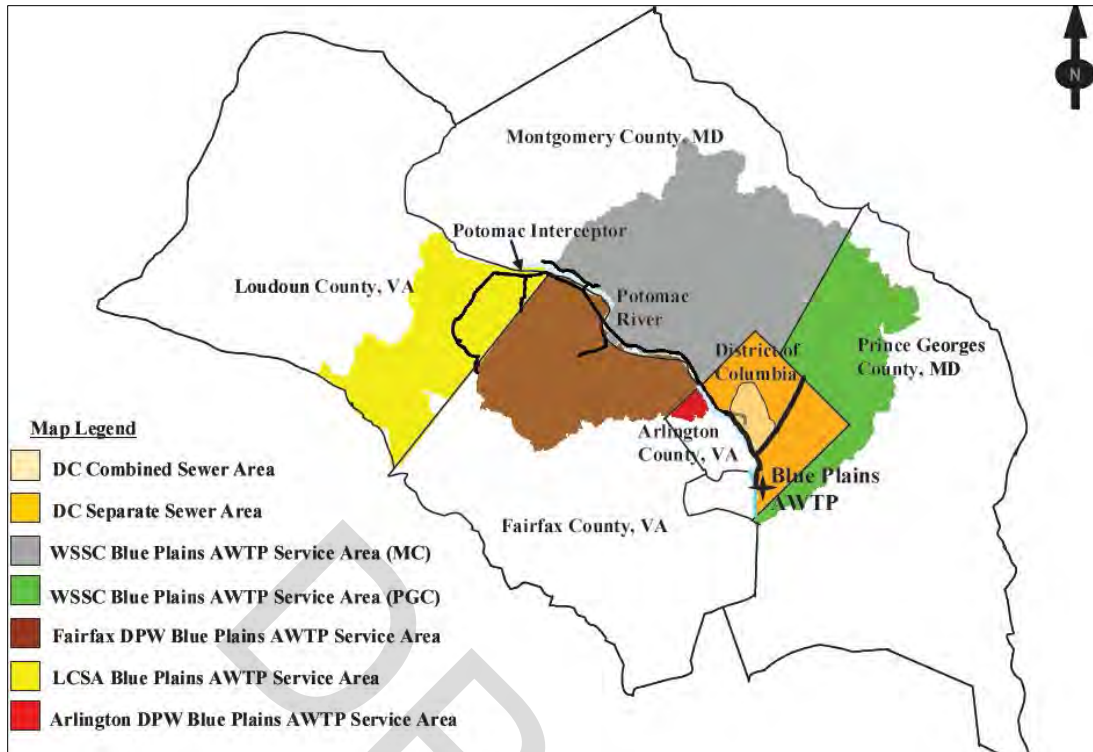 N
Montgomery County, MD
Potomac Interceptor
Loudoun County, VA
Potomac
River
District of
Columbia
Prince Georges
County, MD
Arlington
County, VA
Blue Plains
AWTP
Fairfax County, VA
Map Legend
DC Combined Sewer Area
DC Separate Sewer Area
WSSC Blue Plains AWTP Service Area (MC)
WSSC Blue Plains AWTP Service Area (PGC)
Fairfax DPW Blue Plains AWTP Service Area
LCSA Blue Plains AWTP Service Area
Arlington DPW Blue Plains AWTP Service Area